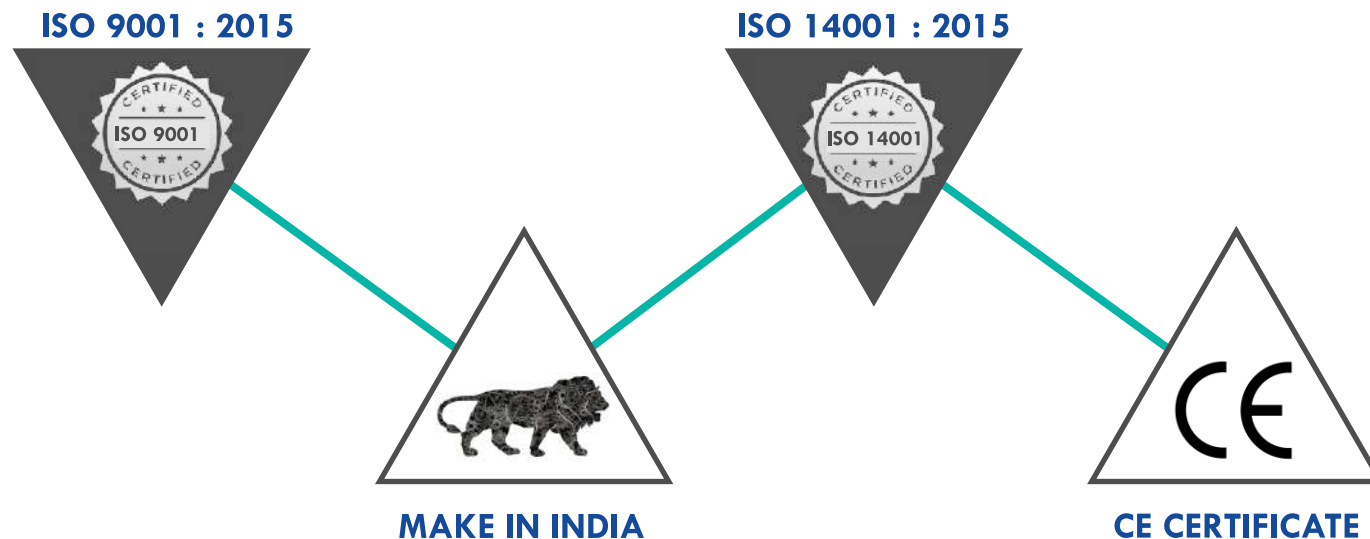 ISO 9001 : 2015
CERTIFIED
ISO 9001
CERTIFIED
ISO 14001 : 2015
CERTIFIED
ISO 14001
CERTIFIED
MAKE IN INDIA
CE
CE CERTIFICATE